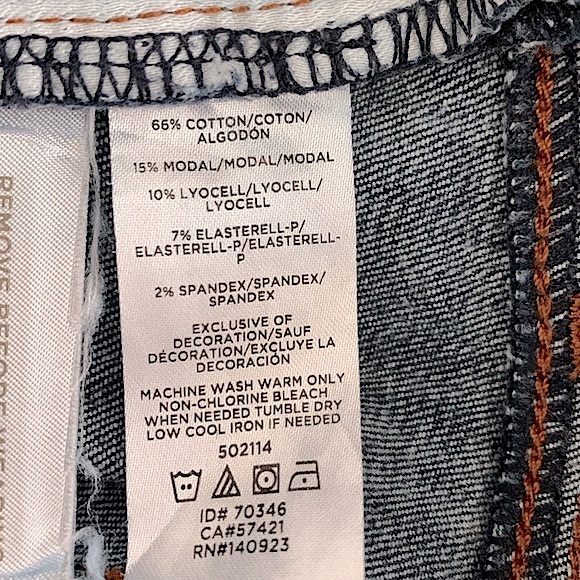 66% COTTON/COTON/
ALGODÓN
15% MODAL/MODAL/MODAL
10% LYOCELL/LYOCELL/
LYOCELL
7% ELASTERELL-P/
ELASTERELL-P/ELASTERELL-
P
2% SPANDEX/SPANDEX/
SPANDEX
EXCLUSIVE OF
DECORATION/SAUF
DÉCORATION/EXCLUYE LA
DECORACIÓN
MACHINE WASH WARM ONLY
NON-CHLORINE BLEACH
WHEN NEEDED TUMBLE DRY
LOW COOL IRON IF NEEDED
502114
ID# 70346
CA#57421
RN#140923
REMOVE BEFORE